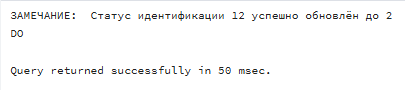 ЗАМЕЧАНИЕ:  Статус идентификации 12 успешно обновлён до 2
DO
Query returned successfully in 50 msec.